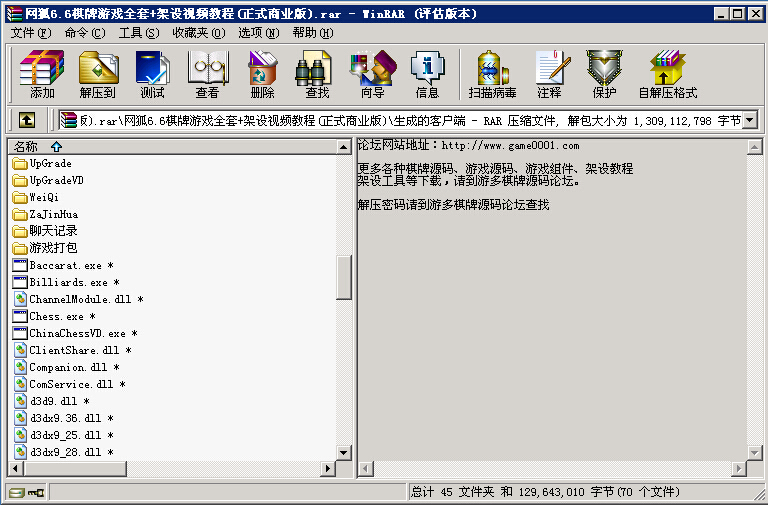 网狐6.6棋牌游戏全套+架设视频教程(正式商业版).rar - WinRAR (评估版本)
文件(F) 命令(C) 工具(S) 收藏夹(O) 选项(N) 帮助(H)
添加 解压到 测试 查看 删除 查找 向导 信息 扫描病毒 注释 保护 自解压格式
).rar\网狐6.6棋牌游戏全套+架设视频教程(正式商业版)\生成的客户端 - RAR 压缩文件, 解包大小为 1,309,112,798 字节
名称
UpGrade
UpGradeVD
WeiQi
ZaJinHua
聊天记录
游戏打包
Baccarat.exe *
Billiards.exe *
ChannelModule.dll *
Chess.exe *
ChinaChessVD.exe *
ClientShare.dll *
Companion.dll *
ComService.dll *
d3d9.dll *
d3dx9.36.dll *
d3dx9_25.dll *
d3dx9_28.dll *
论坛网站地址：http://www.game0001.com
更多各种棋牌源码、游戏源码、游戏组件、架设教程
架设工具等下载，请到游多棋牌源码论坛。
解压密码请到游多棋牌源码论坛查找
总计 45 文件夹 和 129,643,010 字节(70 个文件)